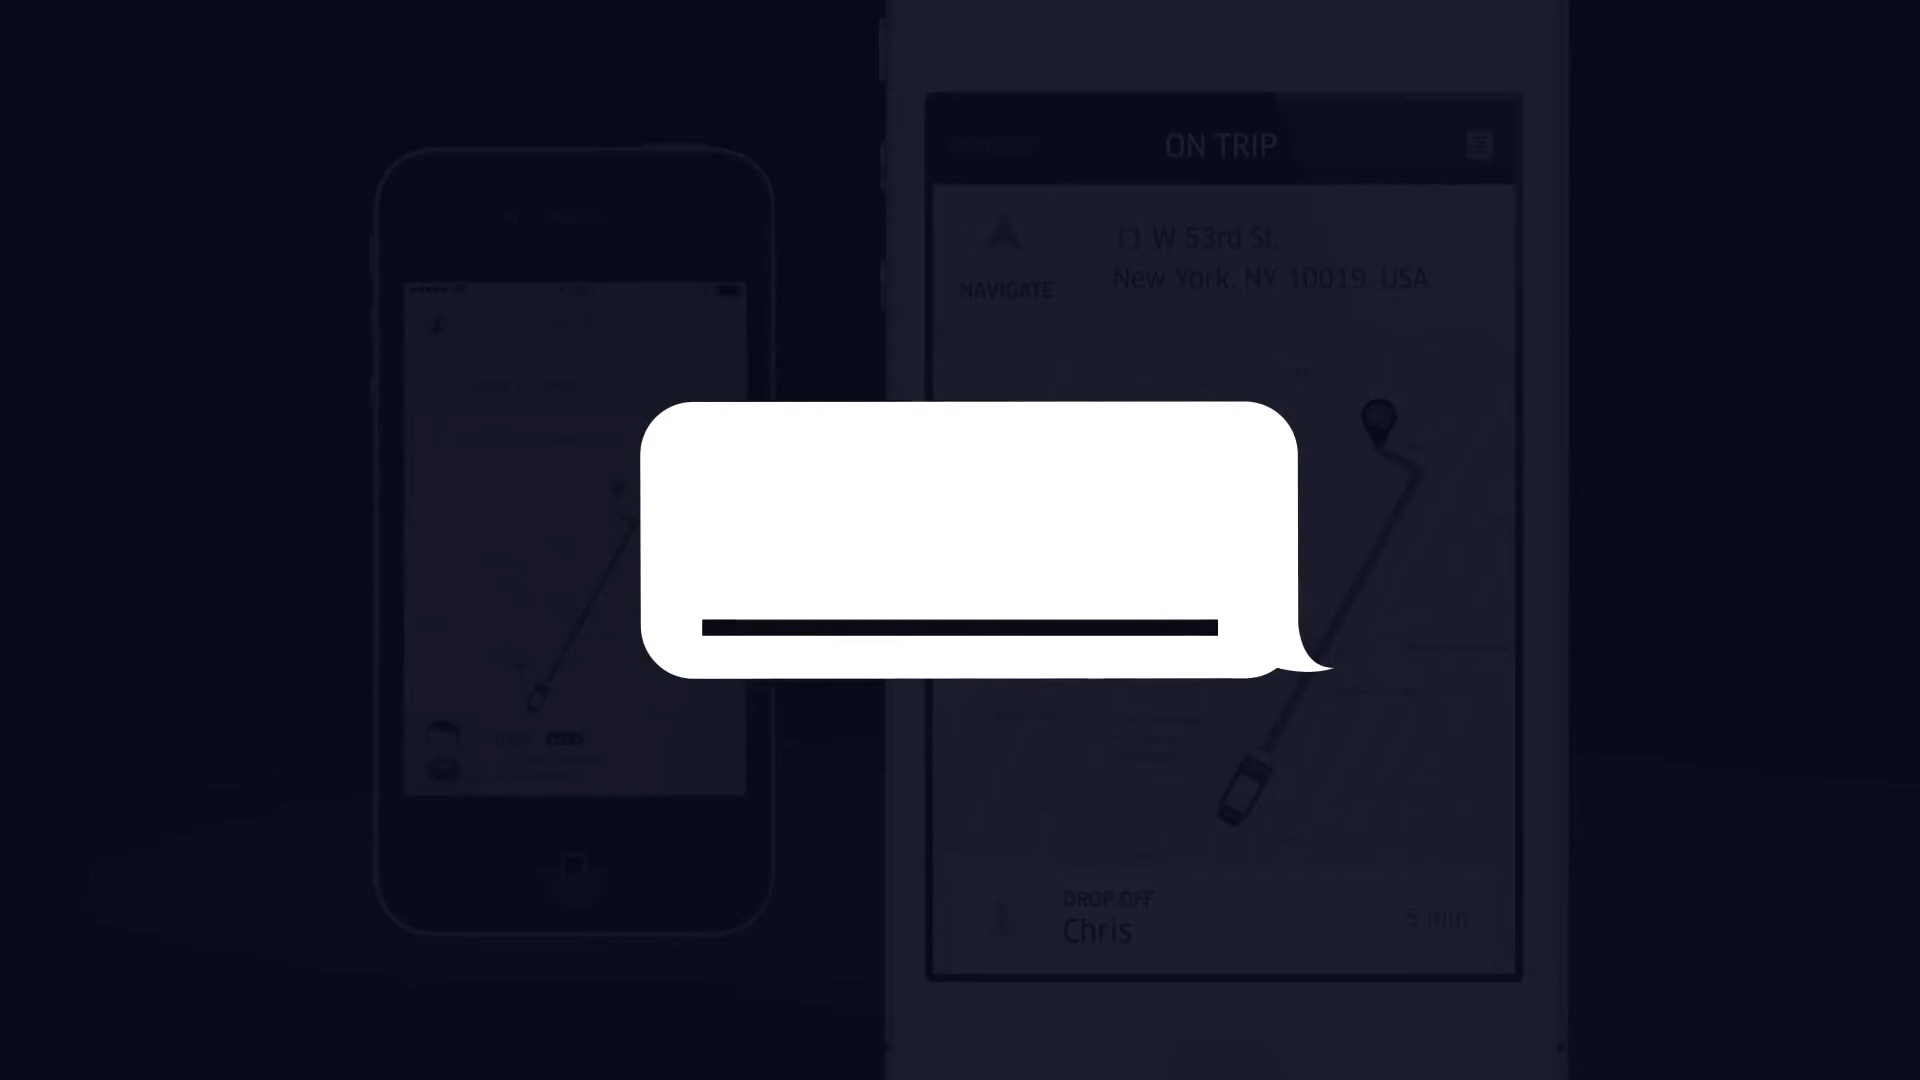 ON TRIP
11 W 53rd St.
New York, NY 10019, USA
NAVIGATE
DROP OFF
Chris
5 min